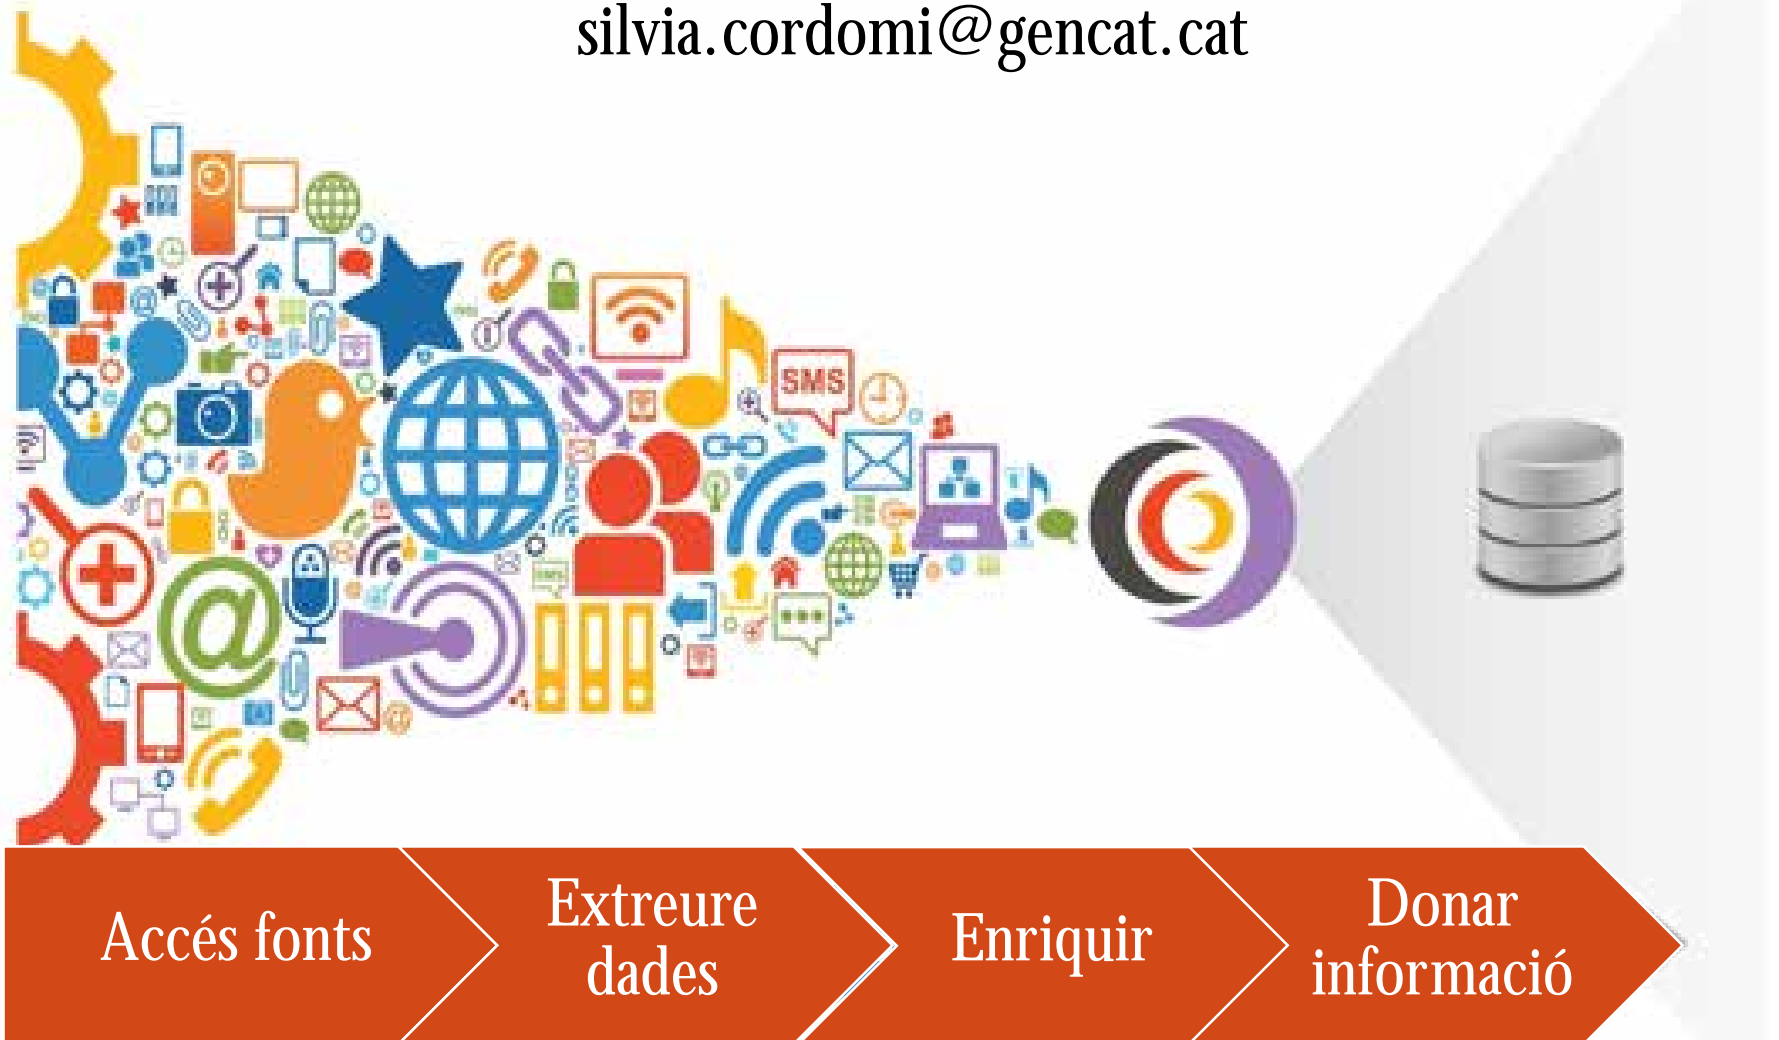 silvia.cordomi@gencat.cat
SMS
@
Accés fonts
Extreure
dades
Enriquir
Donar
informació